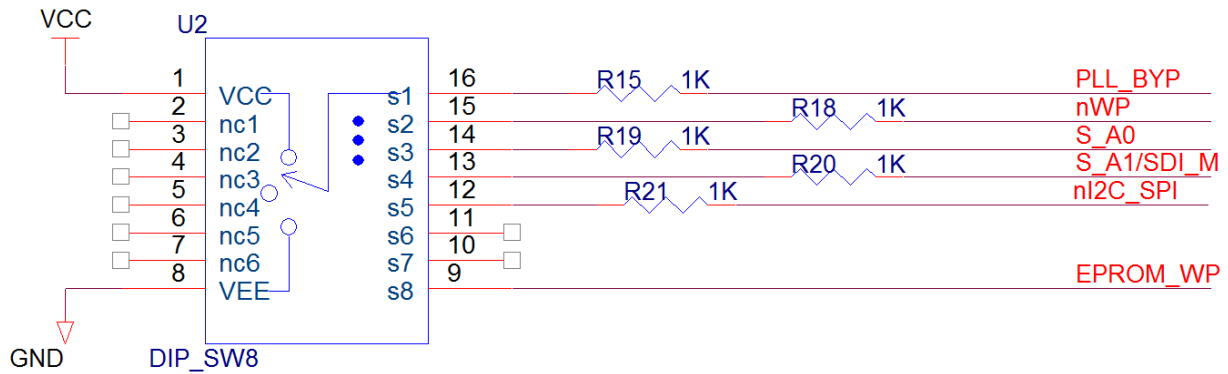 VCC
U2
1 VCC s1 16 R15 1K PLL_BYP
2 nc1 s2 15 R18 1K nWP
3 nc2 s3 14 R19 1K S_A0
4 nc3 s4 13 R20 1K S_A1/SDI_M
5 nc4 s5 12 R21 1K nI2C_SPI
6 nc5 s6 11
7 nc6 s7 10
8 VEE s8 9 EPROM_WP
GND
DIP_SW8